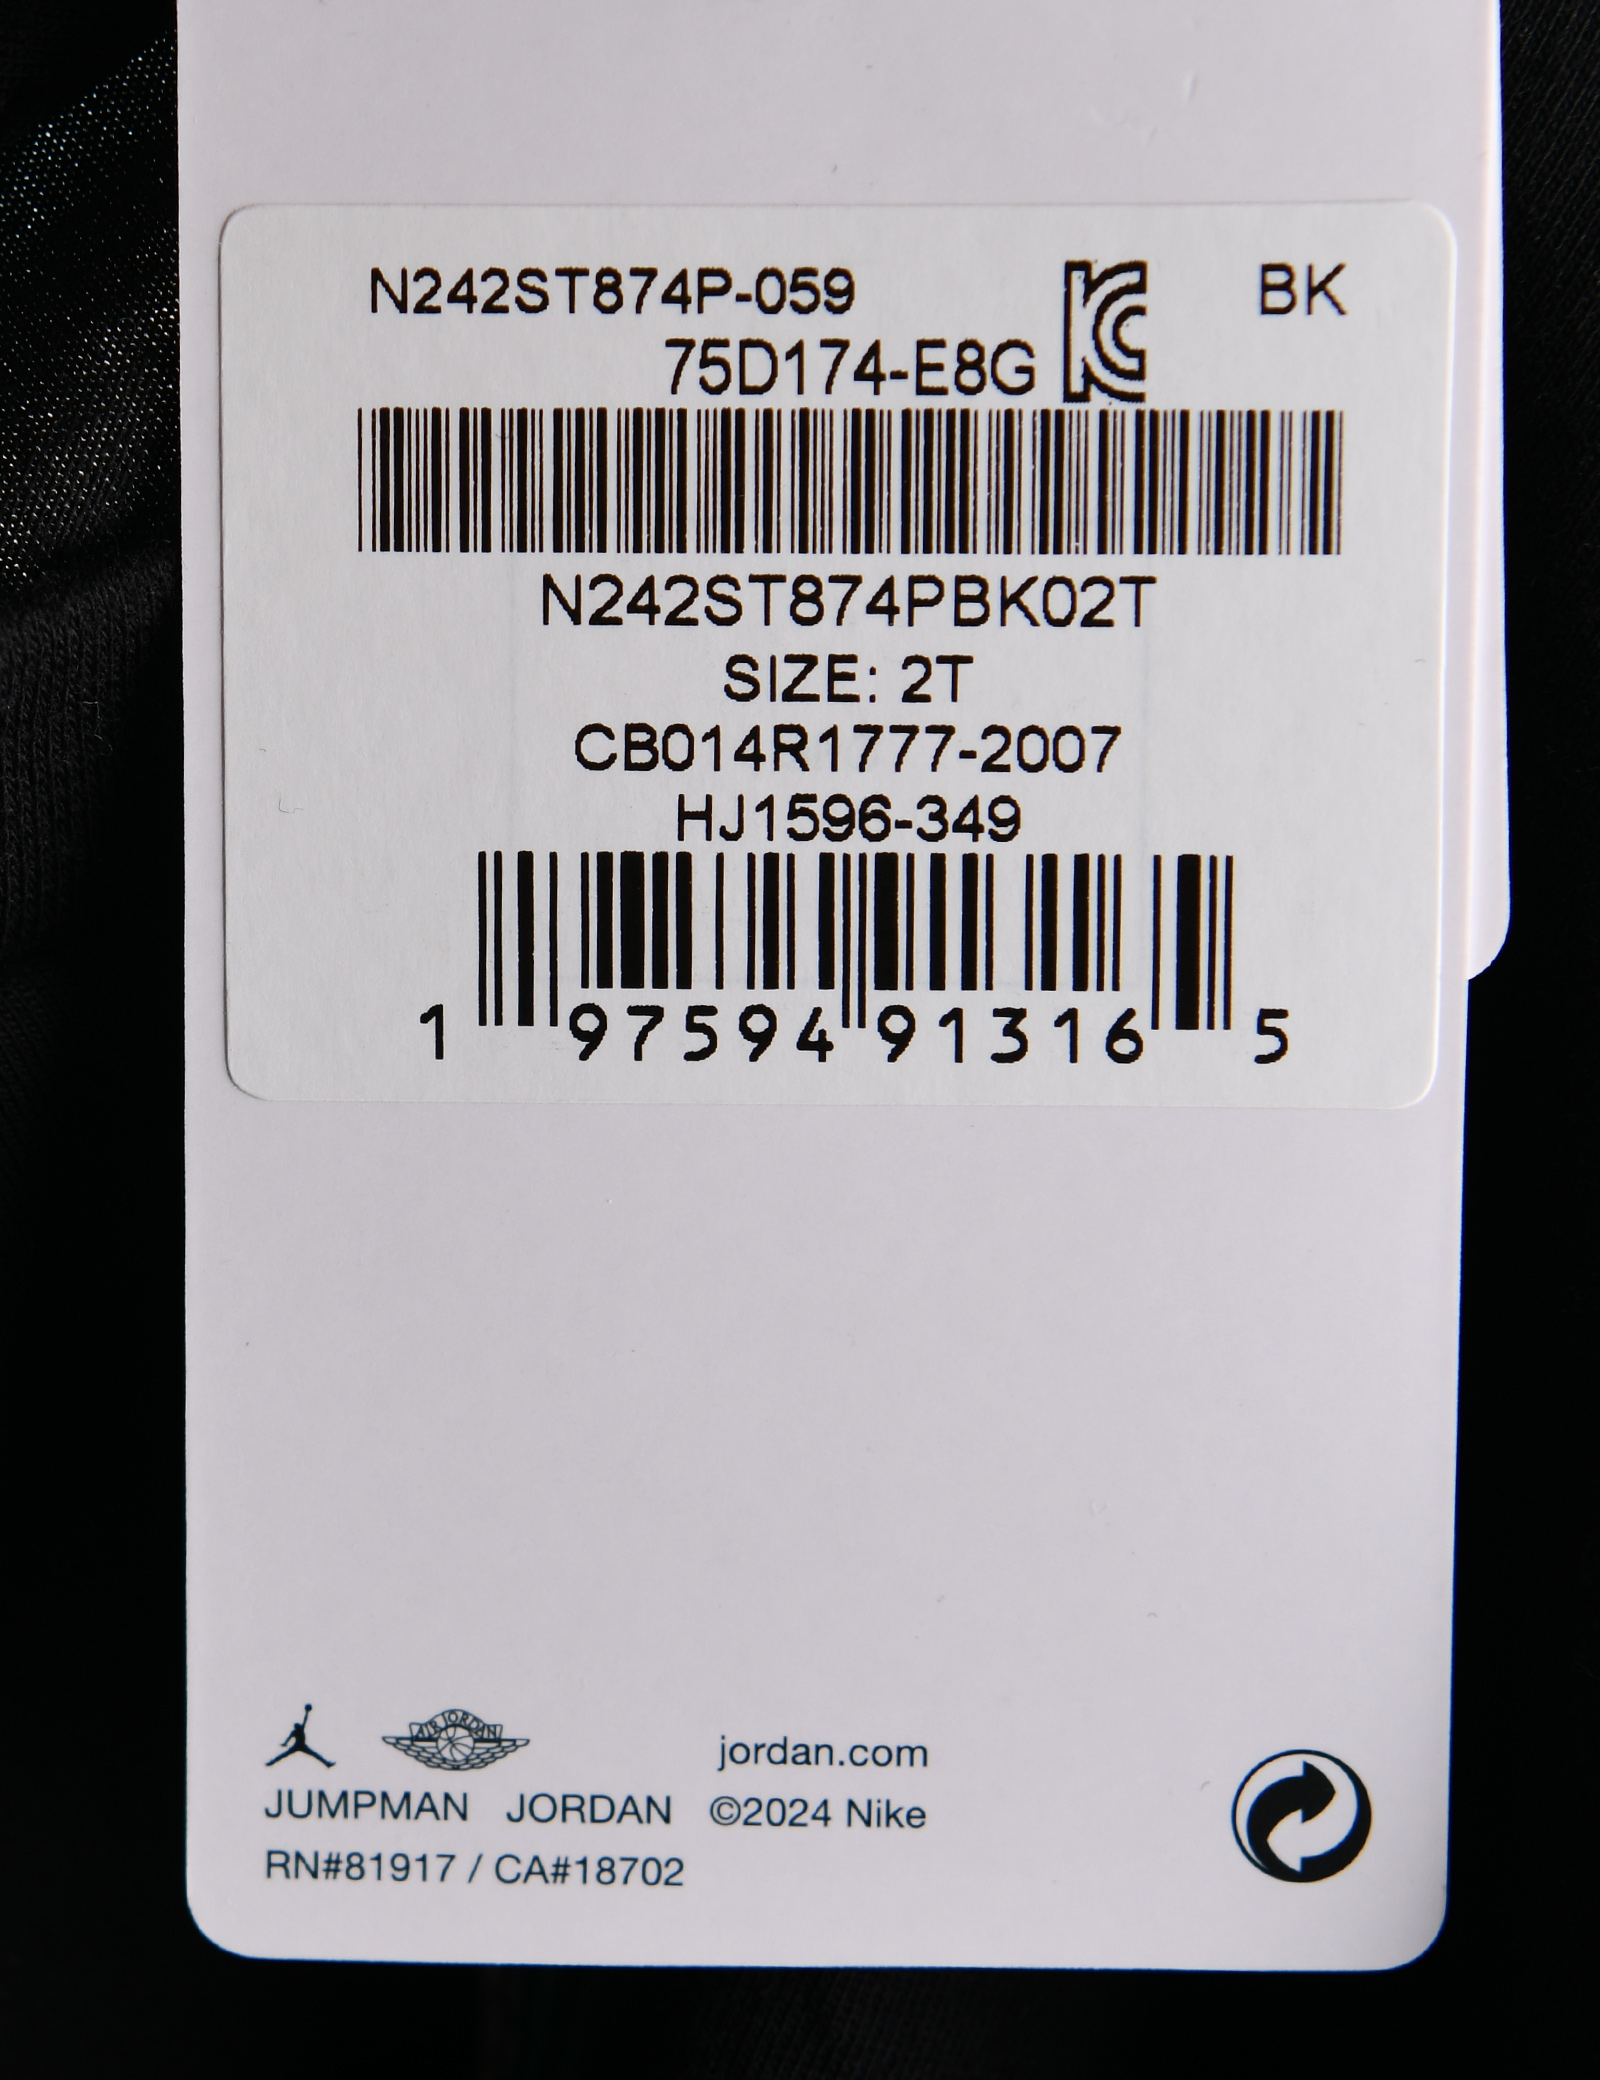 N242ST874P-059 BK
75D174-E8G
N242ST874PBK02T
SIZE: 2T
CB014R1777-2007
HJ1596-349
1 97594 91316 5
AIR JORDAN
jordan.com
JUMPMAN JORDAN ©2024 Nike
RN#81917 / CA#18702